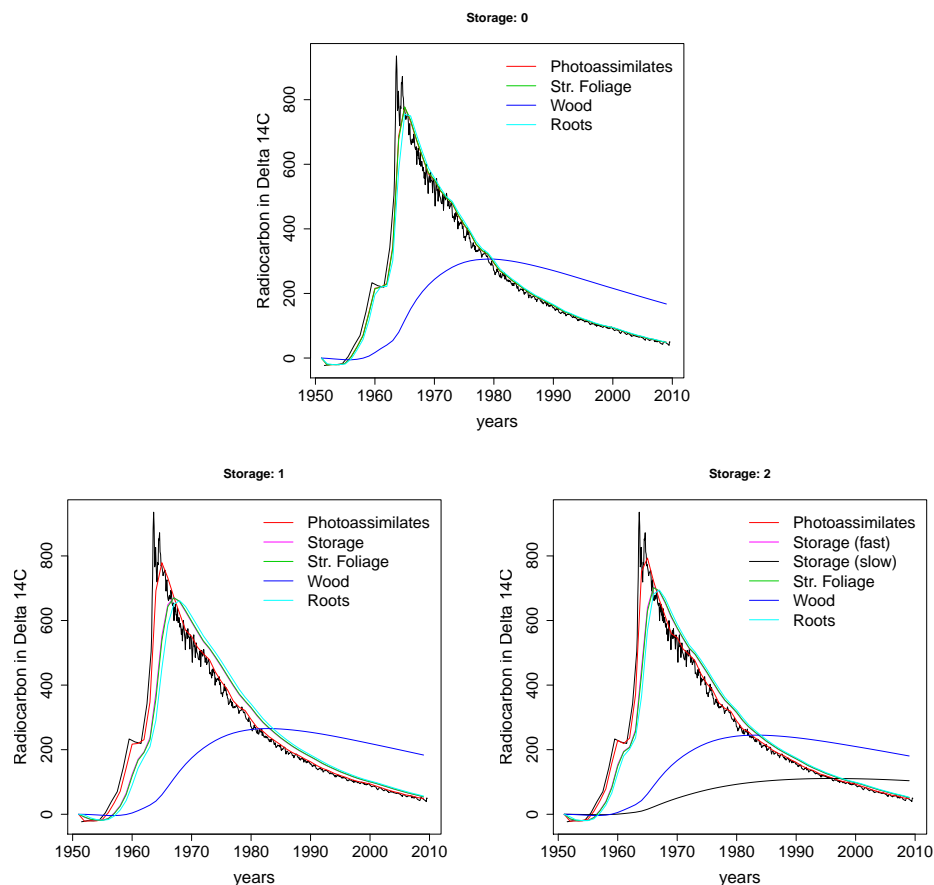 Storage: 0
Radiocarbon in Delta 14C
800
600
400
200
0
Photoassimilates
Str. Foliage
Wood
Roots
1950 1960 1970 1980 1990 2000 2010
years
Storage: 1
Radiocarbon in Delta 14C
800
600
400
200
0
Photoassimilates
Storage
Str. Foliage
Wood
Roots
1950 1960 1970 1980 1990 2000 2010
years
Storage: 2
Radiocarbon in Delta 14C
800
600
400
200
0
Photoassimilates
Storage (fast)
Storage (slow)
Str. Foliage
Wood
Roots
1950 1960 1970 1980 1990 2000 2010
years